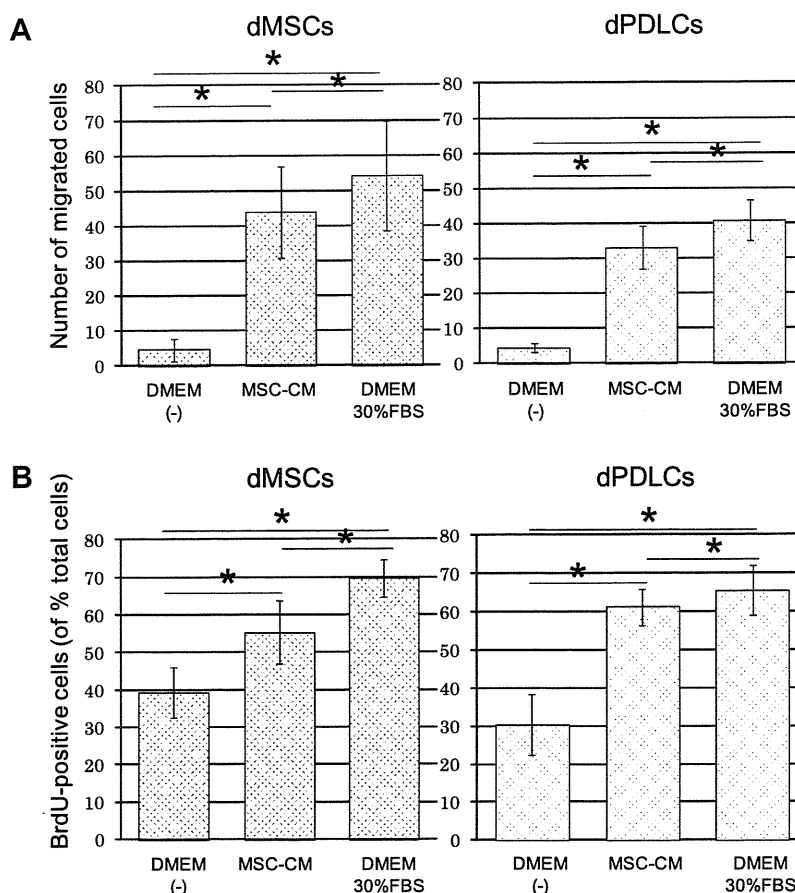 A
dMSCs
dPDLCs
Number of migrated cells
80
70
60
50
40
30
20
10
0
* * *
DMEM (-)
MSC-CM
DMEM 30%FBS
80
70
60
50
40
30
20
10
0
* * *
DMEM (-)
MSC-CM
DMEM 30%FBS
B
dMSCs
dPDLCs
BrdU-positive cells (of % total cells)
80
70
60
50
40
30
20
10
0
* * *
DMEM (-)
MSC-CM
DMEM 30%FBS
80
70
60
50
40
30
20
10
0
* * *
DMEM (-)
MSC-CM
DMEM 30%FBS